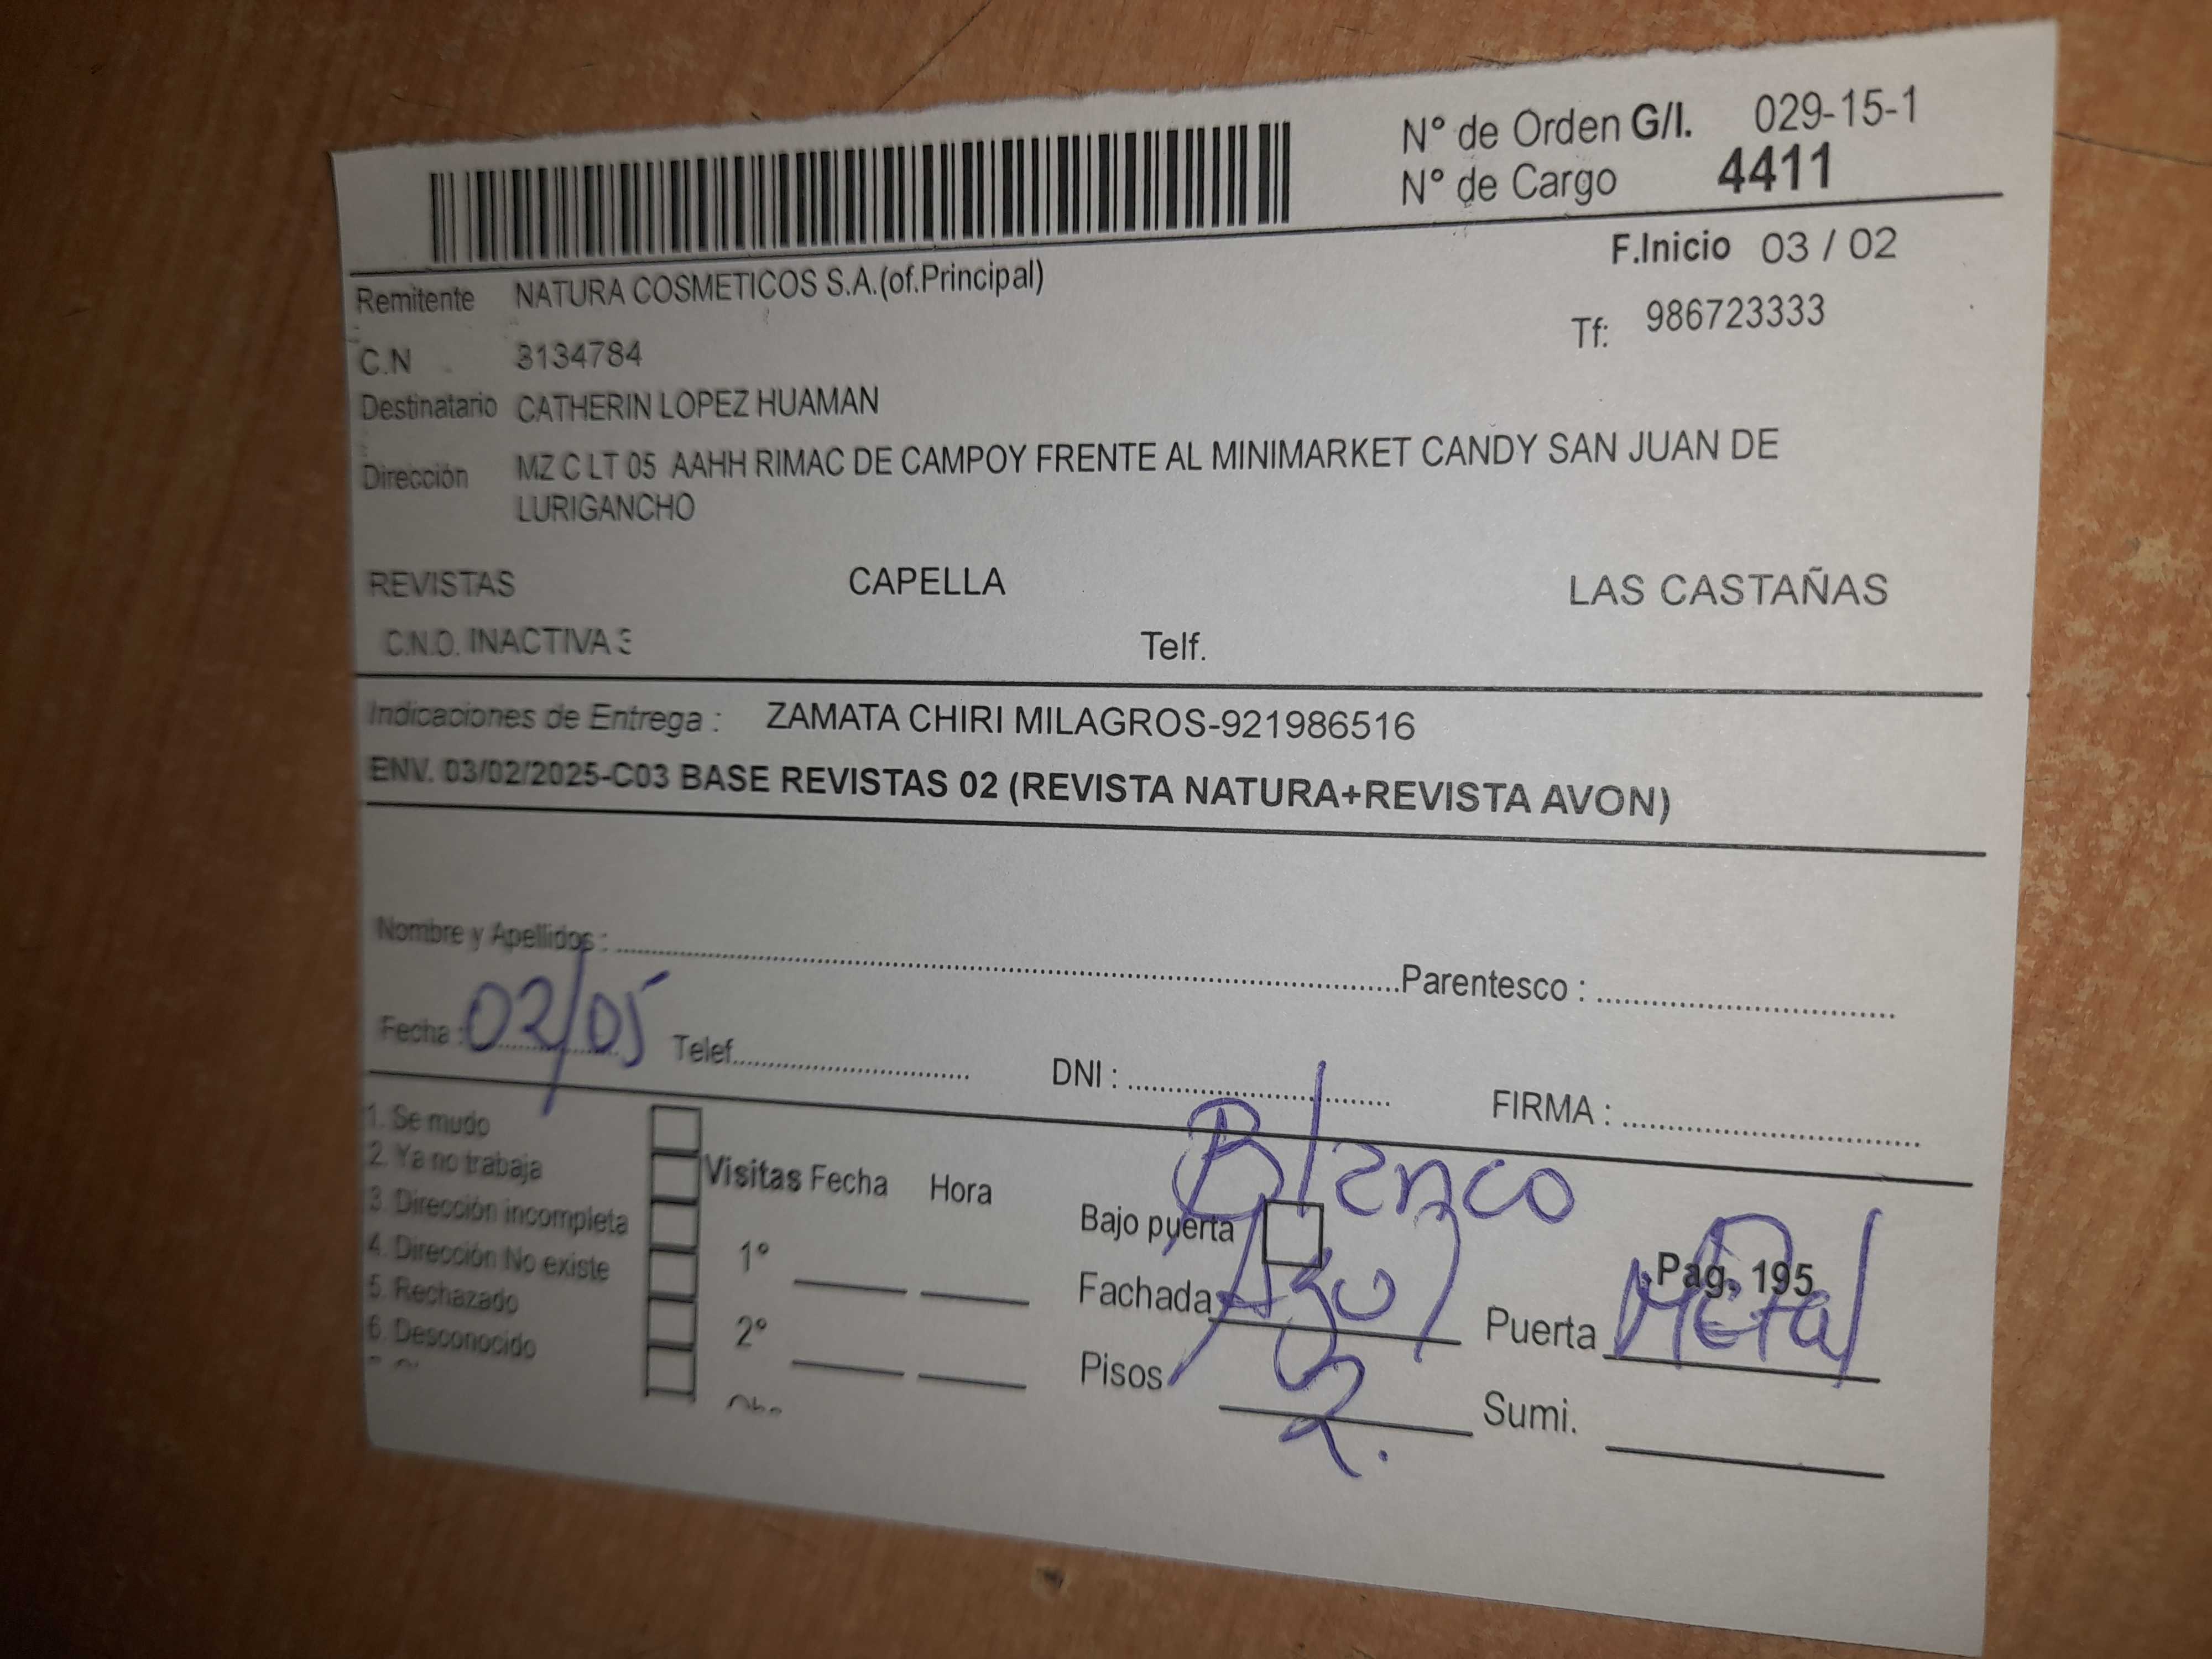 N° de Orden G/I. 029-15-1
N° de Cargo 4411
F.Inicio 03 / 02
Remitente NATURA COSMETICOS S.A.(of.Principal)
Tf: 986723333
C.N 3134784
Destinatario CATHERIN LOPEZ HUAMAN
Dirección MZ C LT 05 AAHH RIMAC DE CAMPOY FRENTE AL MINIMARKET CANDY SAN JUAN DE
LURIGANCHO
REVISTAS CAPELLA LAS CASTAÑAS
C.N.O. INACTIVA 3 Telf.
Indicaciones de Entrega : ZAMATA CHIRI MILAGROS-921986516
ENV. 03/02/2025-C03 BASE REVISTAS 02 (REVISTA NATURA+REVISTA AVON)
Nombre y Apellidos : Parentesco :
Fecha : 02/05 Telef. DNI : FIRMA :
1. Se mudo
2. Ya no trabaja
3. Dirección incompleta
4. Dirección No existe
5. Rechazado
6. Desconocido
Visitas Fecha Hora
1°
2°
Blanco
Bajo puerta
Pag. 195
Fachada Azul Puerta Metal
Pisos 2. Sumi.